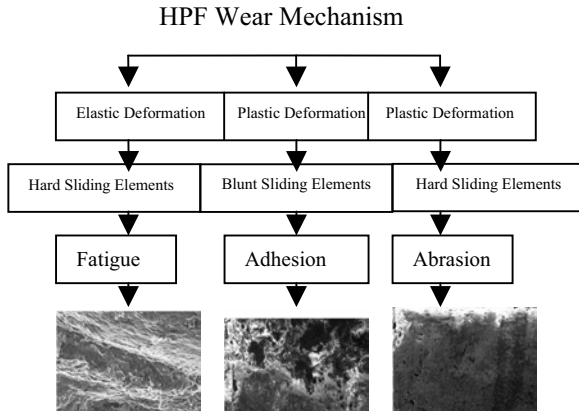 HPF Wear Mechanism
Elastic Deformation
Plastic Deformation
Plastic Deformation
Hard Sliding Elements
Blunt Sliding Elements
Hard Sliding Elements
Fatigue
Adhesion
Abrasion